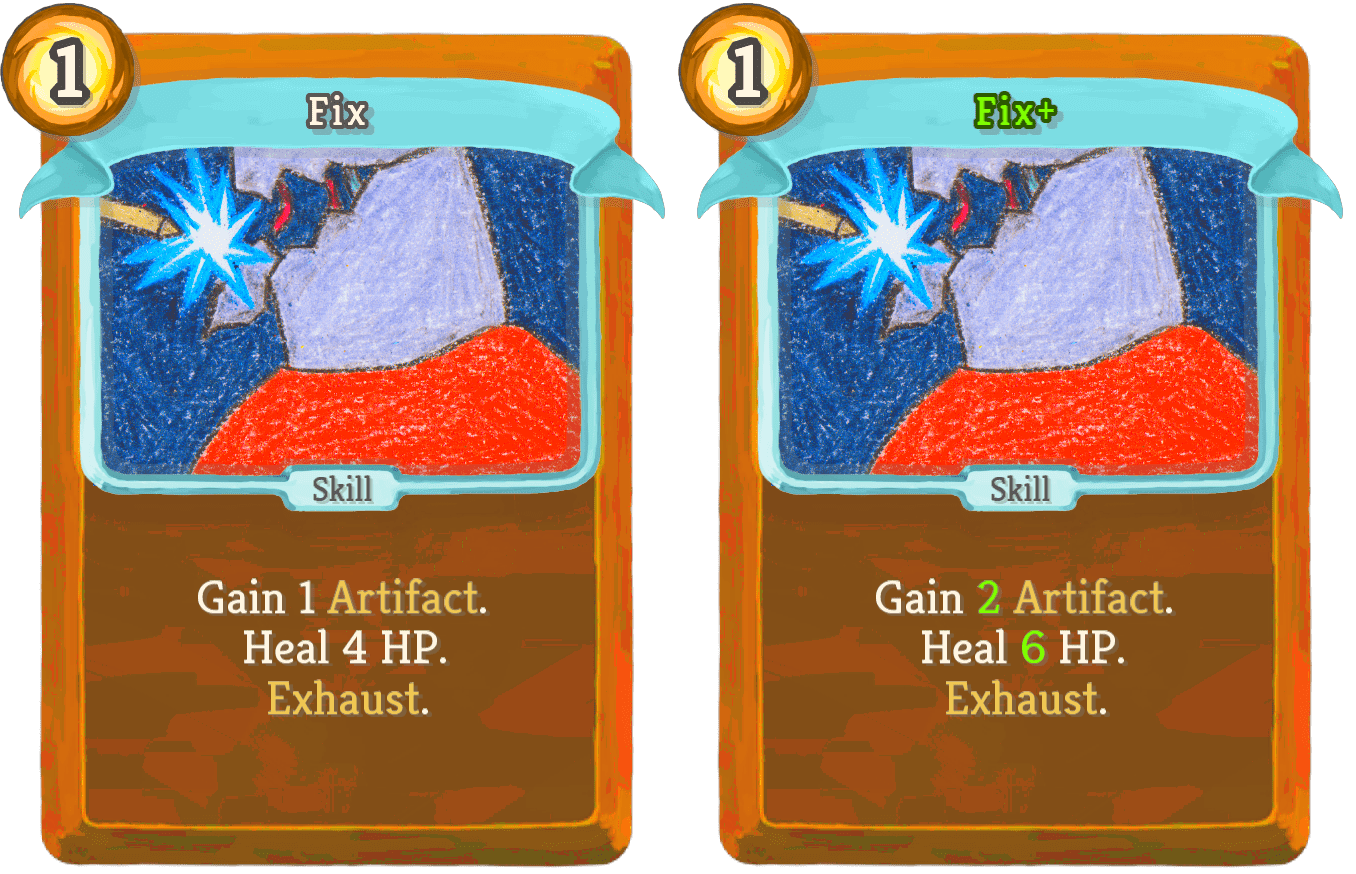 1
Fix
Skill
Gain 1 Artifact.
Heal 4 HP.
Exhaust.
1
Fix+
Skill
Gain 2 Artifact.
Heal 6 HP.
Exhaust.